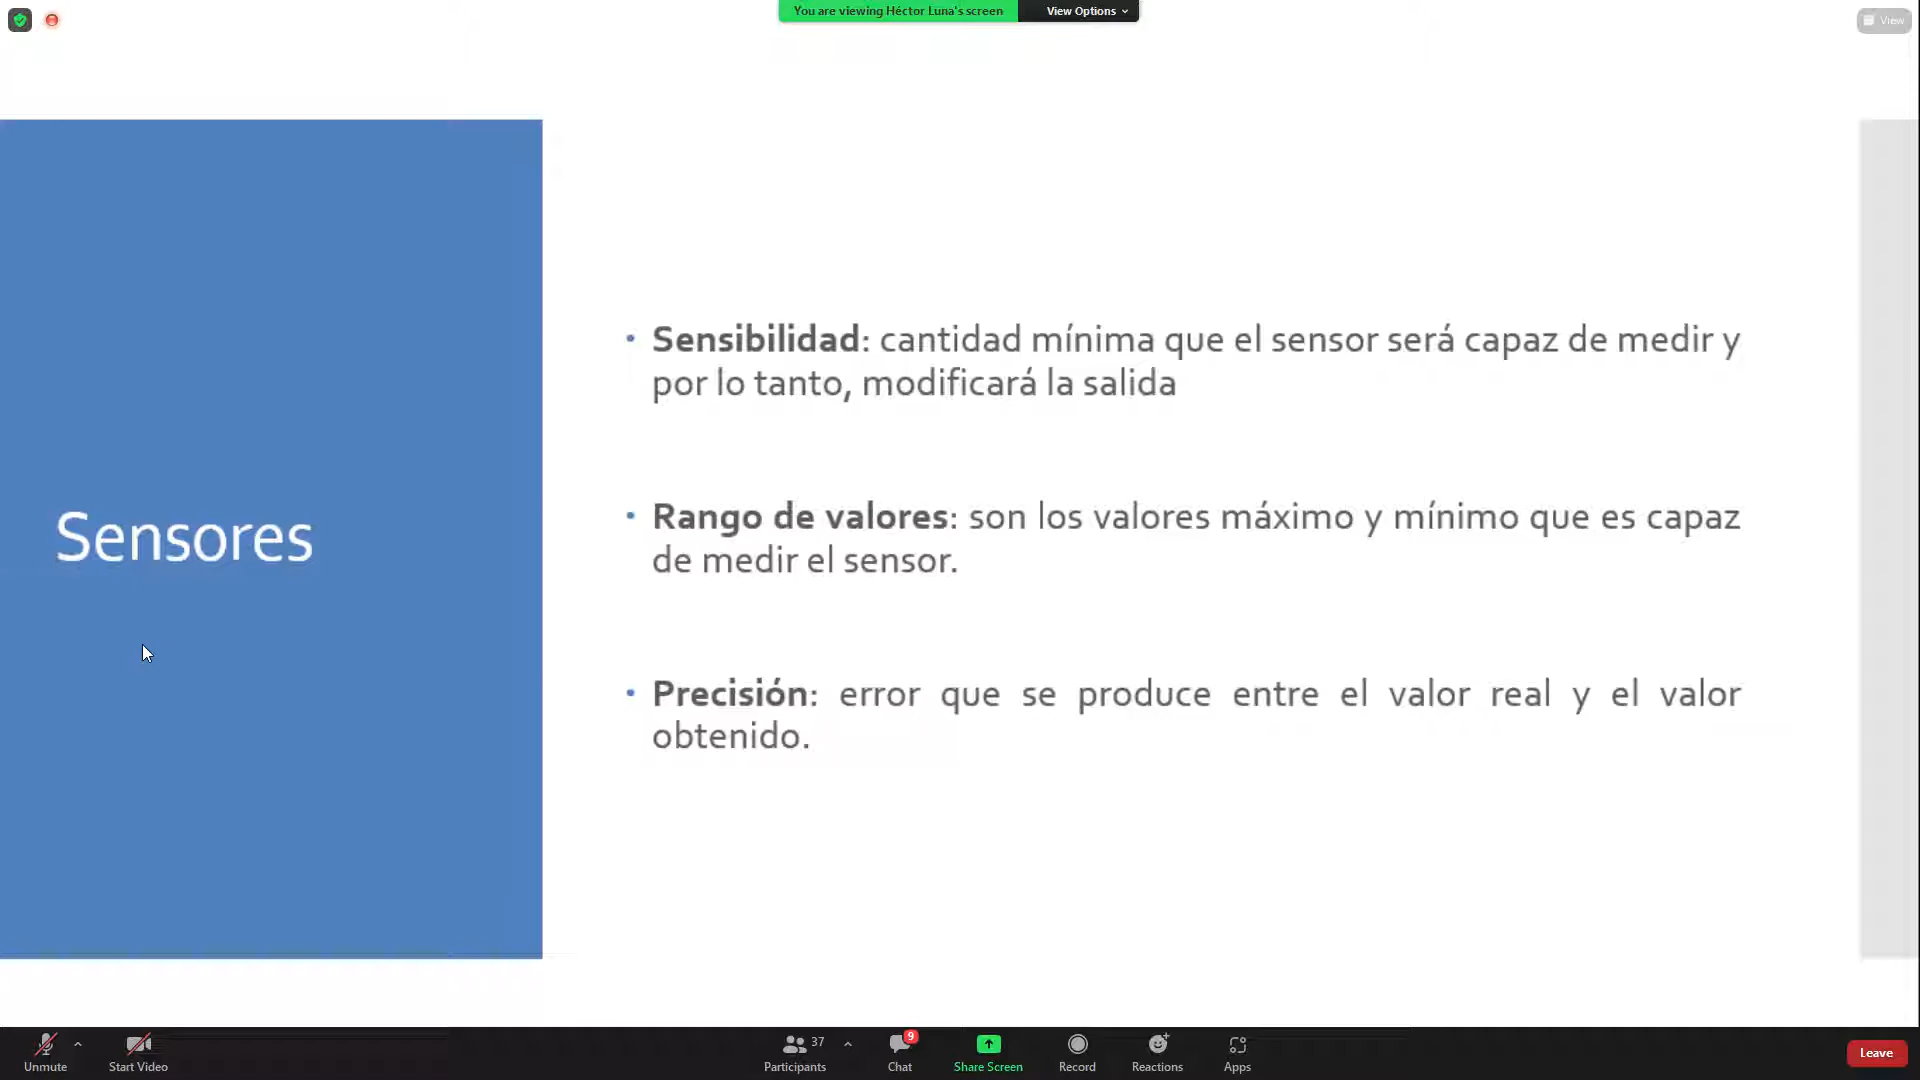 You are viewing Héctor Luna's screen
View Options
View
Sensores
• Sensibilidad: cantidad mínima que el sensor será capaz de medir y
por lo tanto, modificará la salida
• Rango de valores: son los valores máximo y mínimo que es capaz
de medir el sensor.
• Precisión: error que se produce entre el valor real y el valor
obtenido.
Unmute
Start Video
37
Participants
9
Chat
Share Screen
Record
Reactions
Apps
Leave